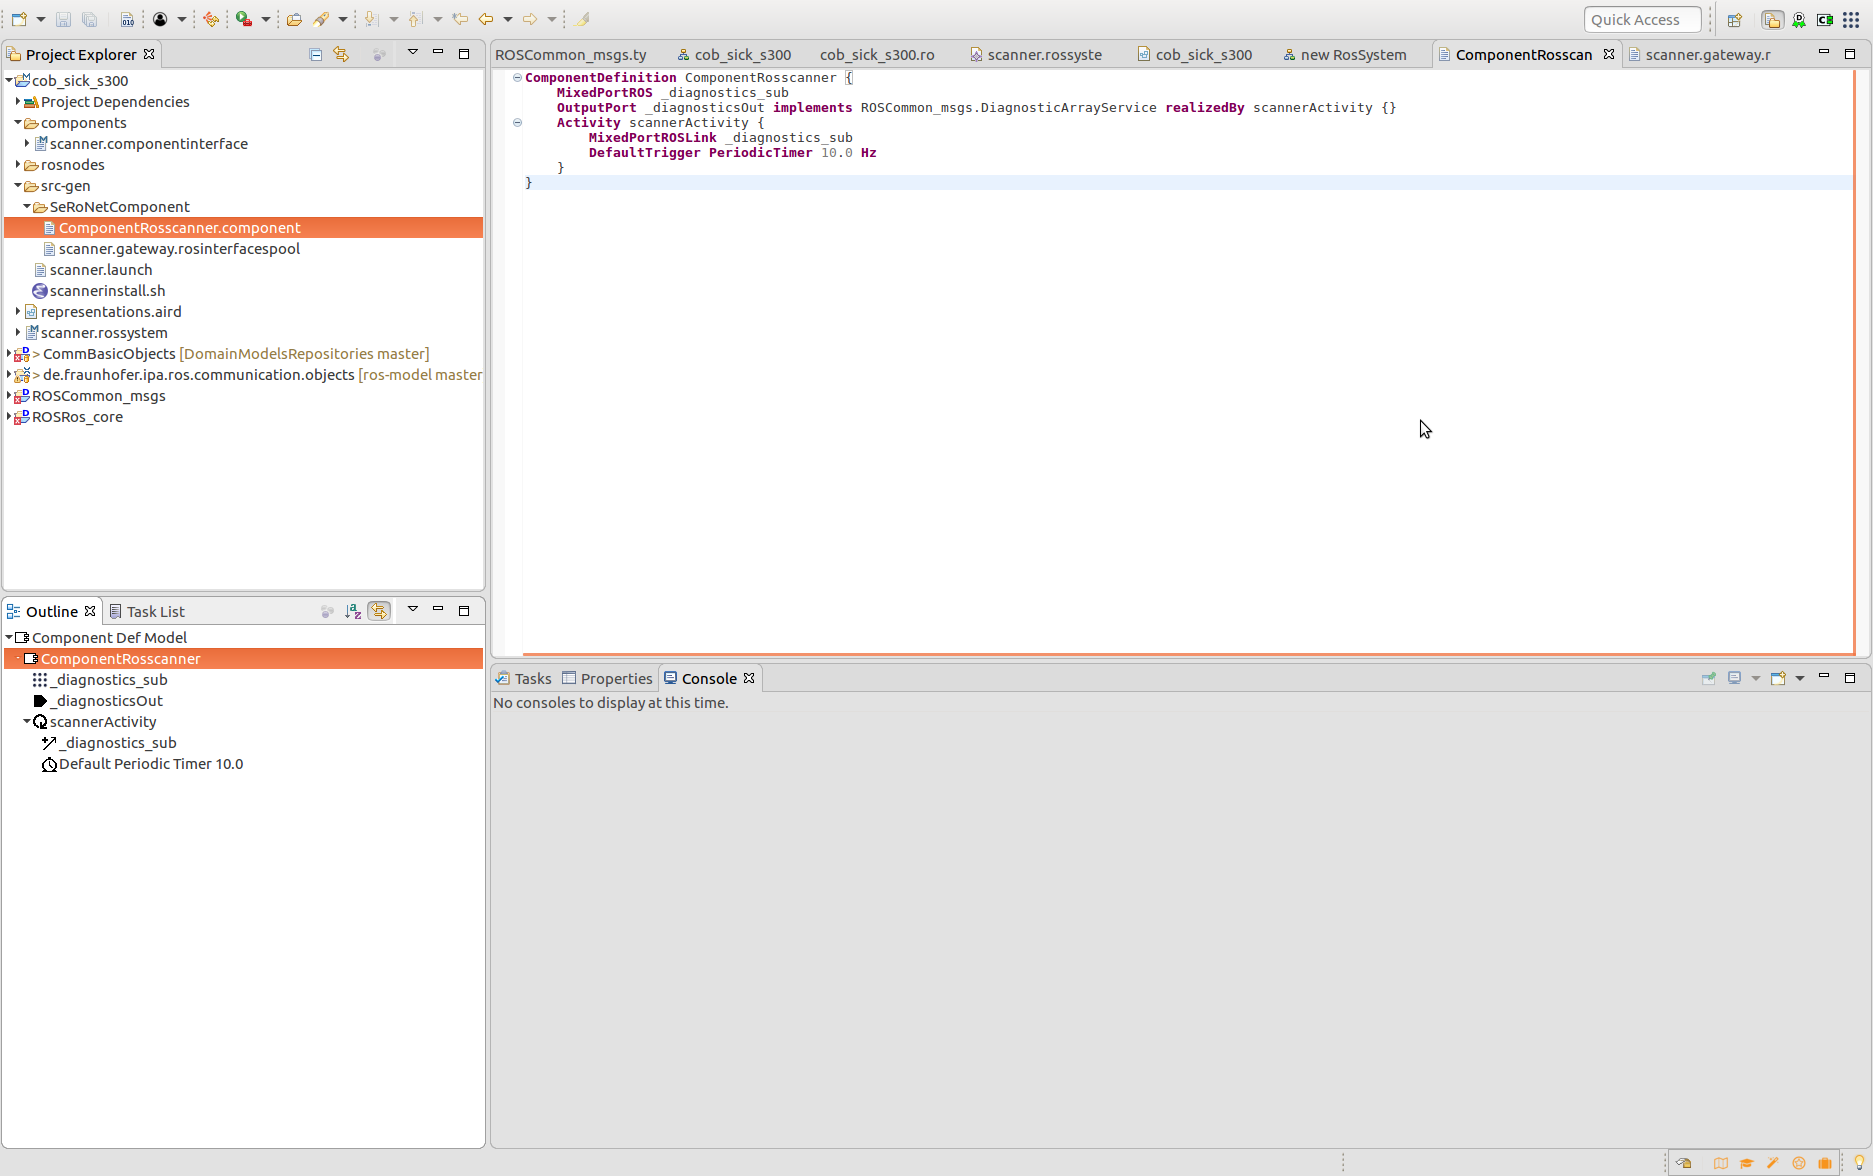 Quick Access
Project Explorer
cob_sick_s300
Project Dependencies
components
scanner.componentinterface
rosnodes
src-gen
SeRoNetComponent
ComponentRosscanner.component
scanner.gateway.rosinterfacespool
scanner.launch
scannerinstall.sh
representations.aird
scanner.rossystem
> CommBasicObjects [DomainModelsRepositories master]
> de.fraunhofer.ipa.ros.communication.objects [ros-model master
ROSCommon_msgs
ROSRos_core
Outline Task List
Component Def Model
ComponentRosscanner
_diagnostics_sub
_diagnosticsOut
scannerActivity
_diagnostics_sub
Default Periodic Timer 10.0
ROSCommon_msgs.ty cob_sick_s300 cob_sick_s300.ro scanner.rossyste cob_sick_s300 new RosSystem ComponentRosscan scanner.gateway.r
ComponentDefinition ComponentRosscanner {
MixedPortROS _diagnostics_sub
OutputPort _diagnosticsOut implements ROSCommon_msgs.DiagnosticArrayService realizedBy scannerActivity {}
Activity scannerActivity {
MixedPortROSLink _diagnostics_sub
DefaultTrigger PeriodicTimer 10.0 Hz
}
}
Tasks Properties Console
No consoles to display at this time.